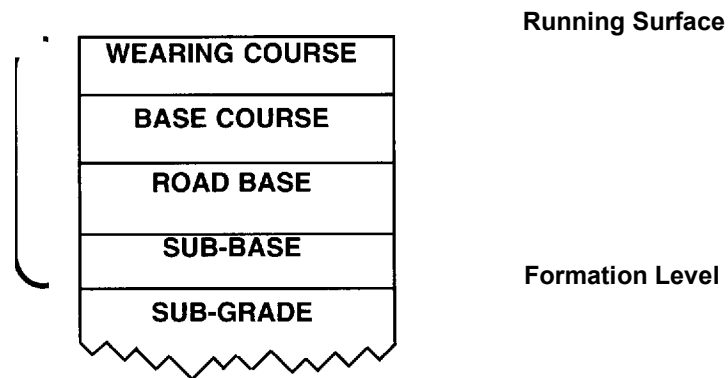 Running Surface
WEARING COURSE
BASE COURSE
ROAD BASE
SUB-BASE
Formation Level
SUB-GRADE